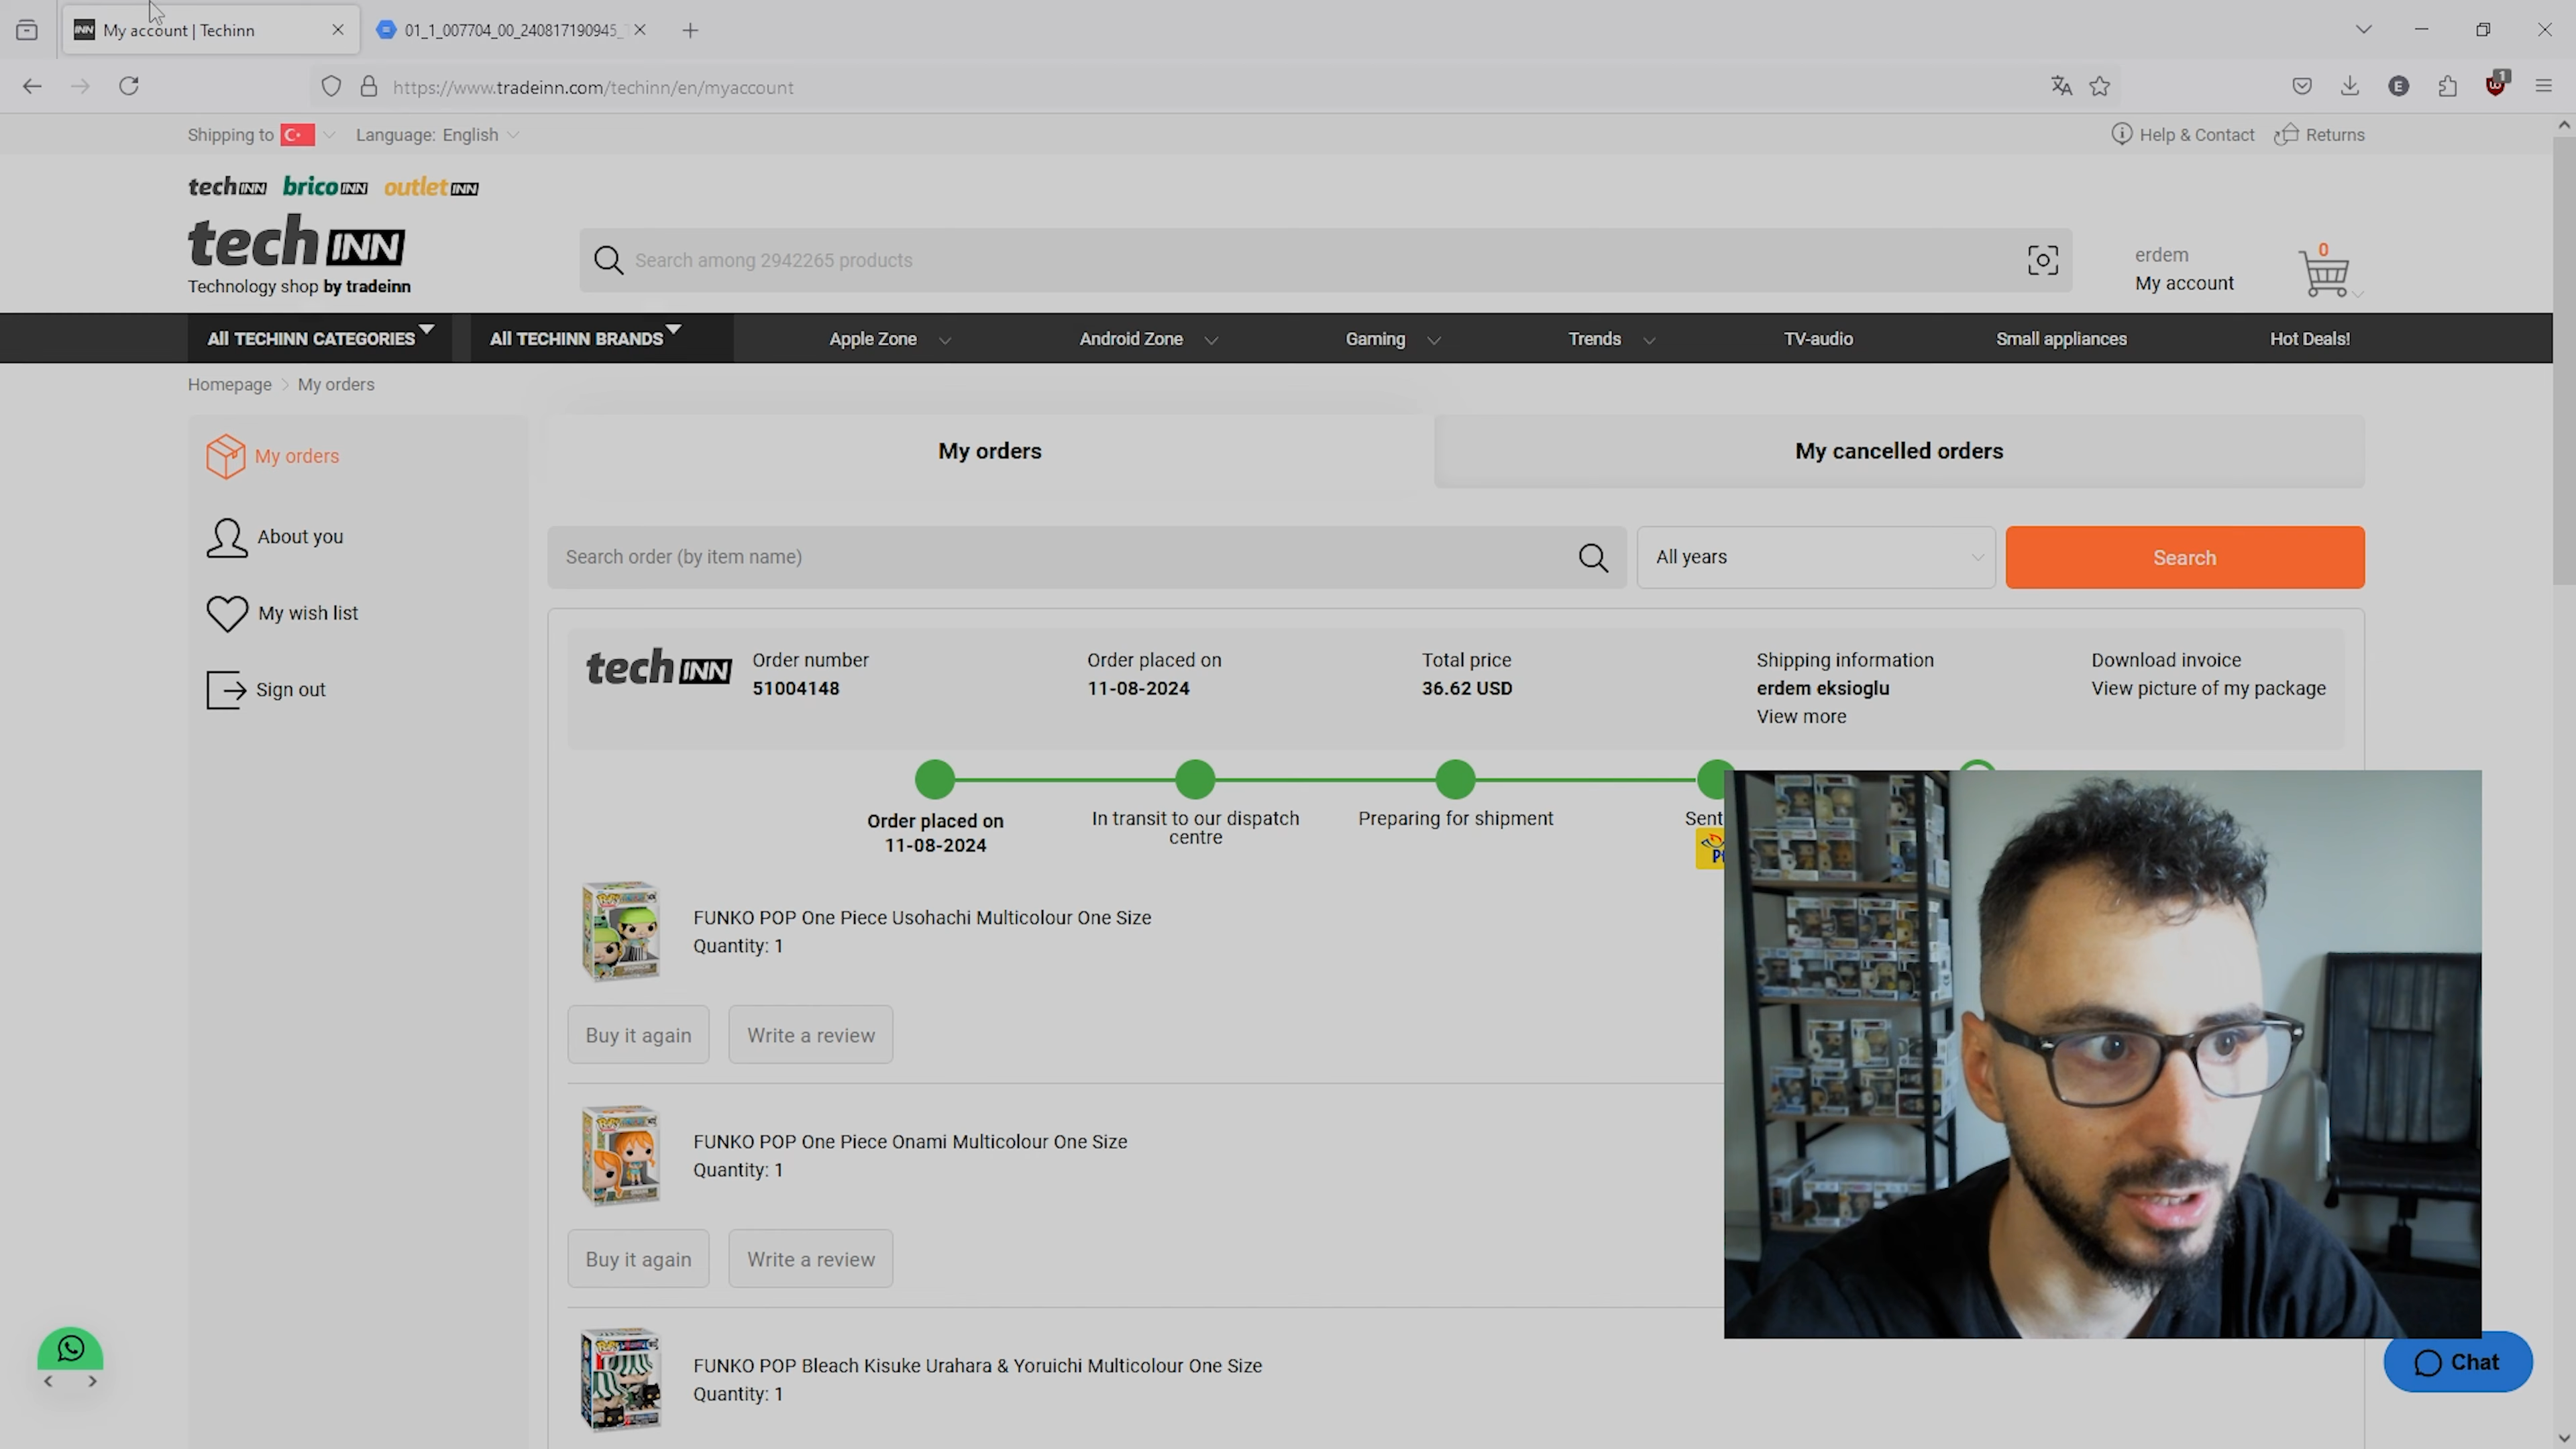 My account | Techinn
01_1_007704_00_240817190945_
https://www.tradeinn.com/techinn/en/myaccount
E
1
Shipping to
Language: English
Help & Contact
Returns
tech INN brico INN outlet INN
tech INN
Technology shop by tradeinn
Search among 2942265 products
erdem
My account
0
All TECHINN CATEGORIES
All TECHINN BRANDS
Apple Zone
Android Zone
Gaming
Trends
TV-audio
Small appliances
Hot Deals!
Homepage > My orders
My orders
About you
My wish list
Sign out
My orders
My cancelled orders
Search order (by item name)
All years
Search
tech INN
Order number
51004148
Order placed on
11-08-2024
Total price
36.62 USD
Shipping information
erdem eksioglu
View more
Download invoice
View picture of my package
Order placed on
11-08-2024
In transit to our dispatch
centre
Preparing for shipment
Sent
FUNKO POP One Piece Usohachi Multicolour One Size
Quantity: 1
Buy it again
Write a review
FUNKO POP One Piece Onami Multicolour One Size
Quantity: 1
Buy it again
Write a review
FUNKO POP Bleach Kisuke Urahara & Yoruichi Multicolour One Size
Quantity: 1
Chat